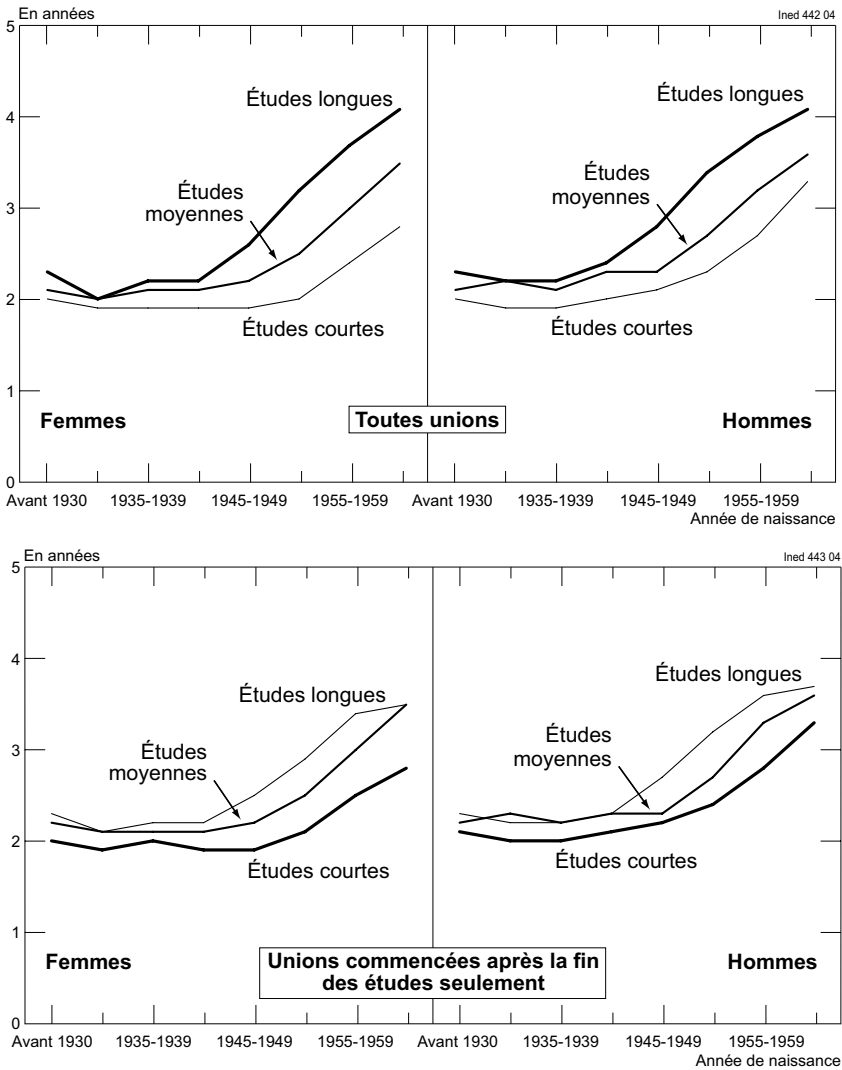 En années
Ined 442 04
5
4
3
2
1
0
Études longues
Études
moyennes
Études courtes
Femmes
Études longues
Études
moyennes
Études courtes
Hommes
Toutes unions
Avant 1930 1935-1939 1945-1949 1955-1959 Avant 1930 1935-1939 1945-1949 1955-1959
Année de naissance
En années
Ined 443 04
5
4
3
2
1
0
Études longues
Études
moyennes
Études courtes
Femmes
Études longues
Études
moyennes
Études courtes
Hommes
Unions commencées après la fin
des études seulement
Avant 1930 1935-1939 1945-1949 1955-1959 Avant 1930 1935-1939 1945-1949 1955-1959
Année de naissance